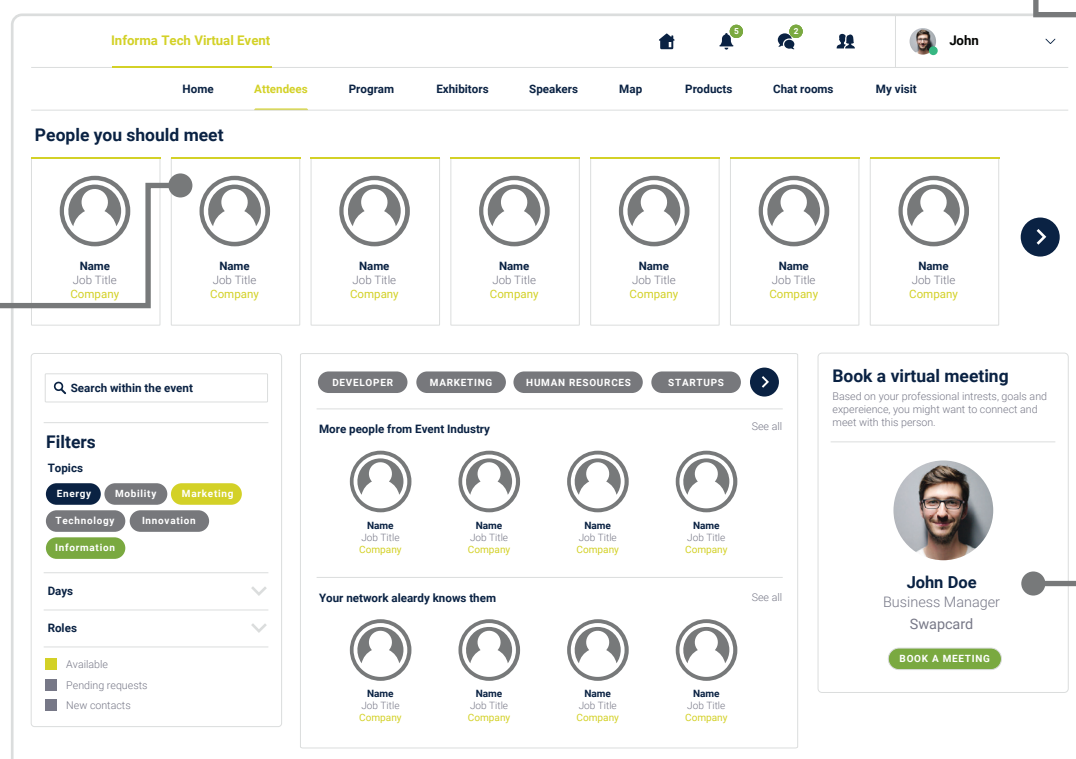 Informa Tech Virtual Event
5
2
John
Home Attendees Program Exhibitors Speakers Map Products Chat rooms My visit
People you should meet
Name Name Name Name Name Name Name
Job Title Job Title Job Title Job Title Job Title Job Title Job Title
Company Company Company Company Company Company Company
Search within the event
Filters
Topics
Energy Mobility Marketing
Technology Innovation
Information
Days
Roles
Available
Pending requests
New contacts
DEVELOPER MARKETING HUMAN RESOURCES STARTUPS
More people from Event Industry See all
Name Name Name Name
Job Title Job Title Job Title Job Title
Company Company Company Company
Your network aleardy knows them See all
Name Name Name Name
Job Title Job Title Job Title Job Title
Company Company Company Company
Book a virtual meeting
Based on your professional intrests, goals and
expereience, you might want to connect and
meet with this person.
John Doe
Business Manager
Swapcard
BOOK A MEETING